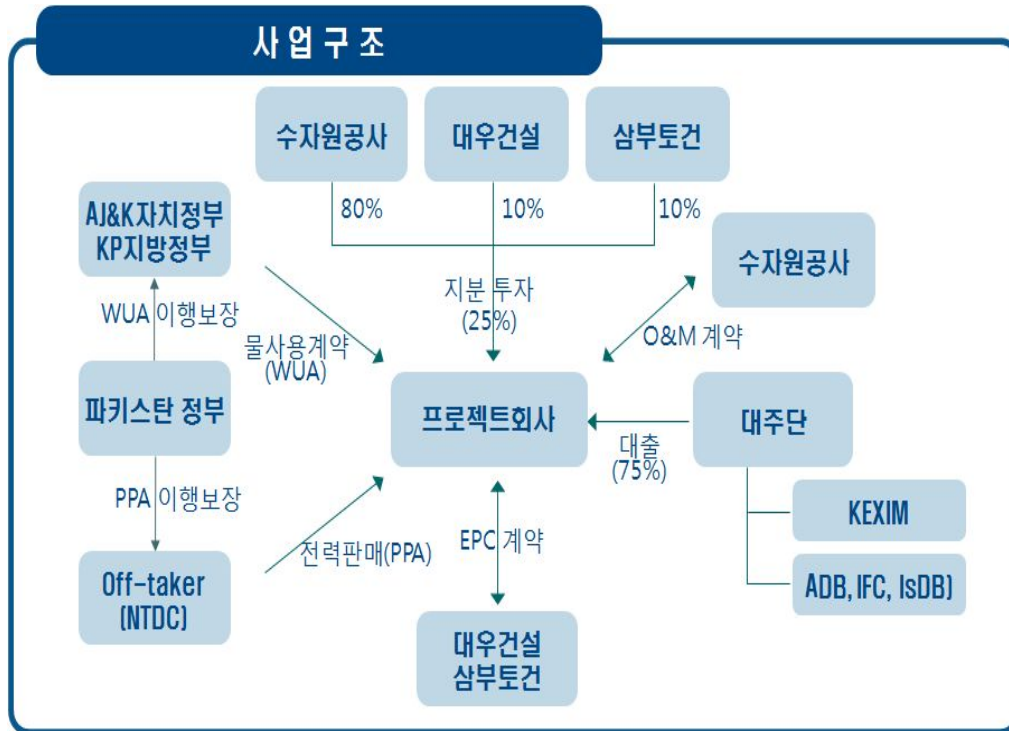 사업구조
수자원공사
대우건설
삼부토건
80%
10%
10%
AJ&K자치정부
KP지방정부
수자원공사
지분 투자
(25%)
WUA 이행보장
물사용계약
(WUA)
O&M 계약
파키스탄 정부
프로젝트회사
대주단
대출
(75%)
PPA 이행보장
KEXIM
전력판매(PPA)
EPC 계약
Off-taker
(NTDC)
ADB, IFC, IsDB)
대우건설
삼부토건